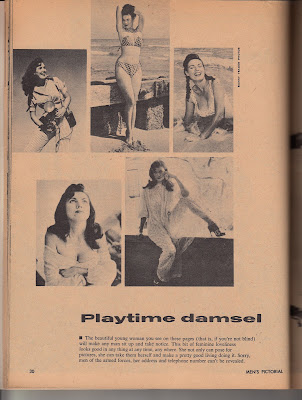 Playtime damsel
■ The beautiful young woman you see on these pages (that is, if you're not blind)
will make any man sit up and take notice. This bit of feminine loveliness
looks good in any thing at any time, any where. She not only can pose for
pictures, she can take them herself and make a pretty good living doing it. Sorry,
men of the armed forces, her address and telephone number can't be revealed.
30
MEN'S PICTORIAL